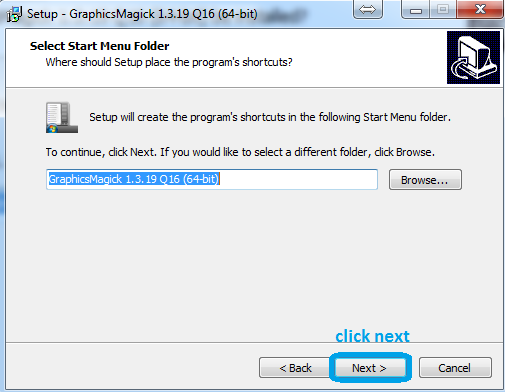 Setup - GraphicsMagick 1.3.19 Q16 (64-bit)
Select Start Menu Folder
Where should Setup place the program's shortcuts?
Setup will create the program's shortcuts in the following Start Menu folder.
To continue, click Next. If you would like to select a different folder, click Browse.
GraphicsMagick 1.3.19 Q16 (64-bit)
Browse...
click next
< Back
Next >
Cancel